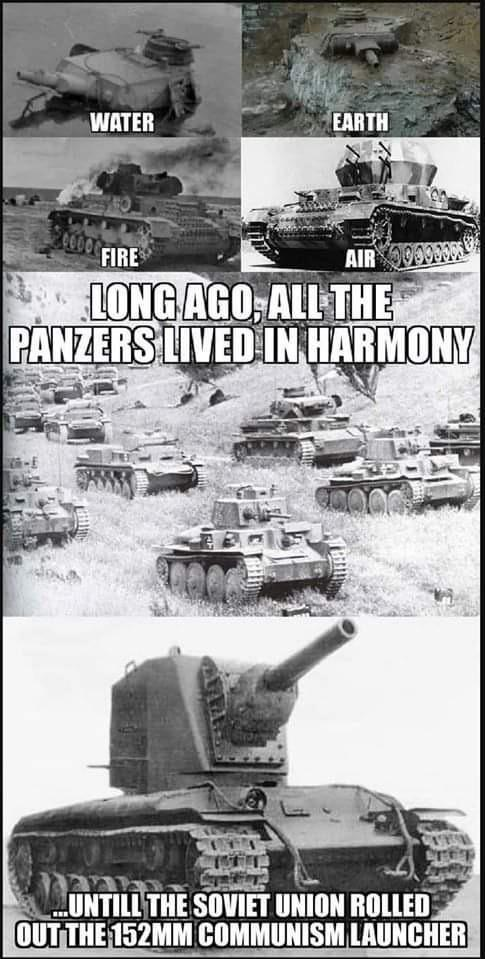 WATER
EARTH
FIRE
AIR
LONG AGO, ALL THE
PANZERS LIVED IN HARMONY
...UNTILL THE SOVIET UNION ROLLED
OUT THE 152MM COMMUNISM LAUNCHER